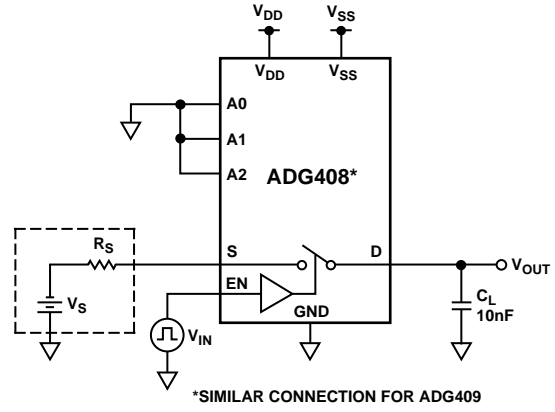 VDD VSS
VDD VSS
A0
A1
A2
ADG408*
RS
S
D
VOUT
EN
VS
CL
10nF
GND
VIN
*SIMILAR CONNECTION FOR ADG409